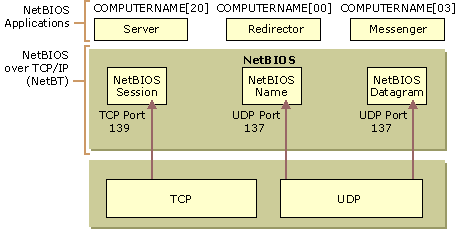 NetBIOS
Applications
COMPUTERNAME[20] COMPUTERNAME[00] COMPUTERNAME[03]
Server Redirector Messenger
NetBIOS
over TCP/IP
(NetBT)
NetBIOS
NetBIOS
Session
NetBIOS
Name
NetBIOS
Datagram
TCP Port
139
UDP Port
137
UDP Port
137
TCP UDP